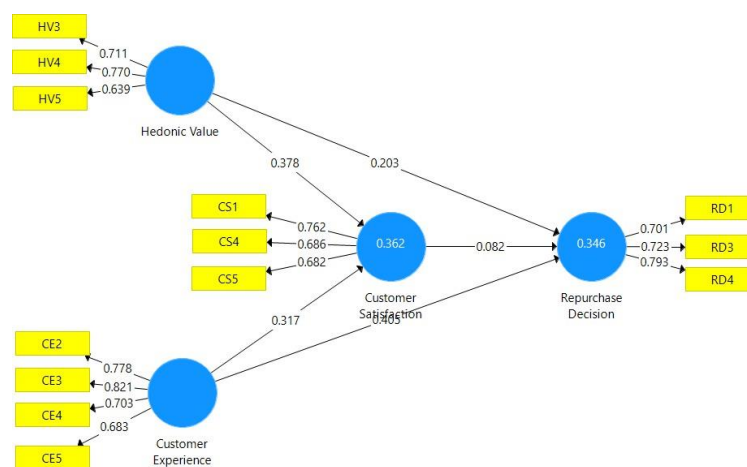 HV3
0.711
HV4
0.770
HV5
0.639
Hedonic Value
0.378
0.203
CS1
0.762
CS4
0.686
CS5
0.682
0.362
Customer
Satisfaction
0.082
0.346
Repurchase
Decision
0.701
RD1
0.723
RD3
0.793
RD4
0.317
0.405
CE2
0.778
CE3
0.821
CE4
0.703
CE5
0.683
Customer
Experience